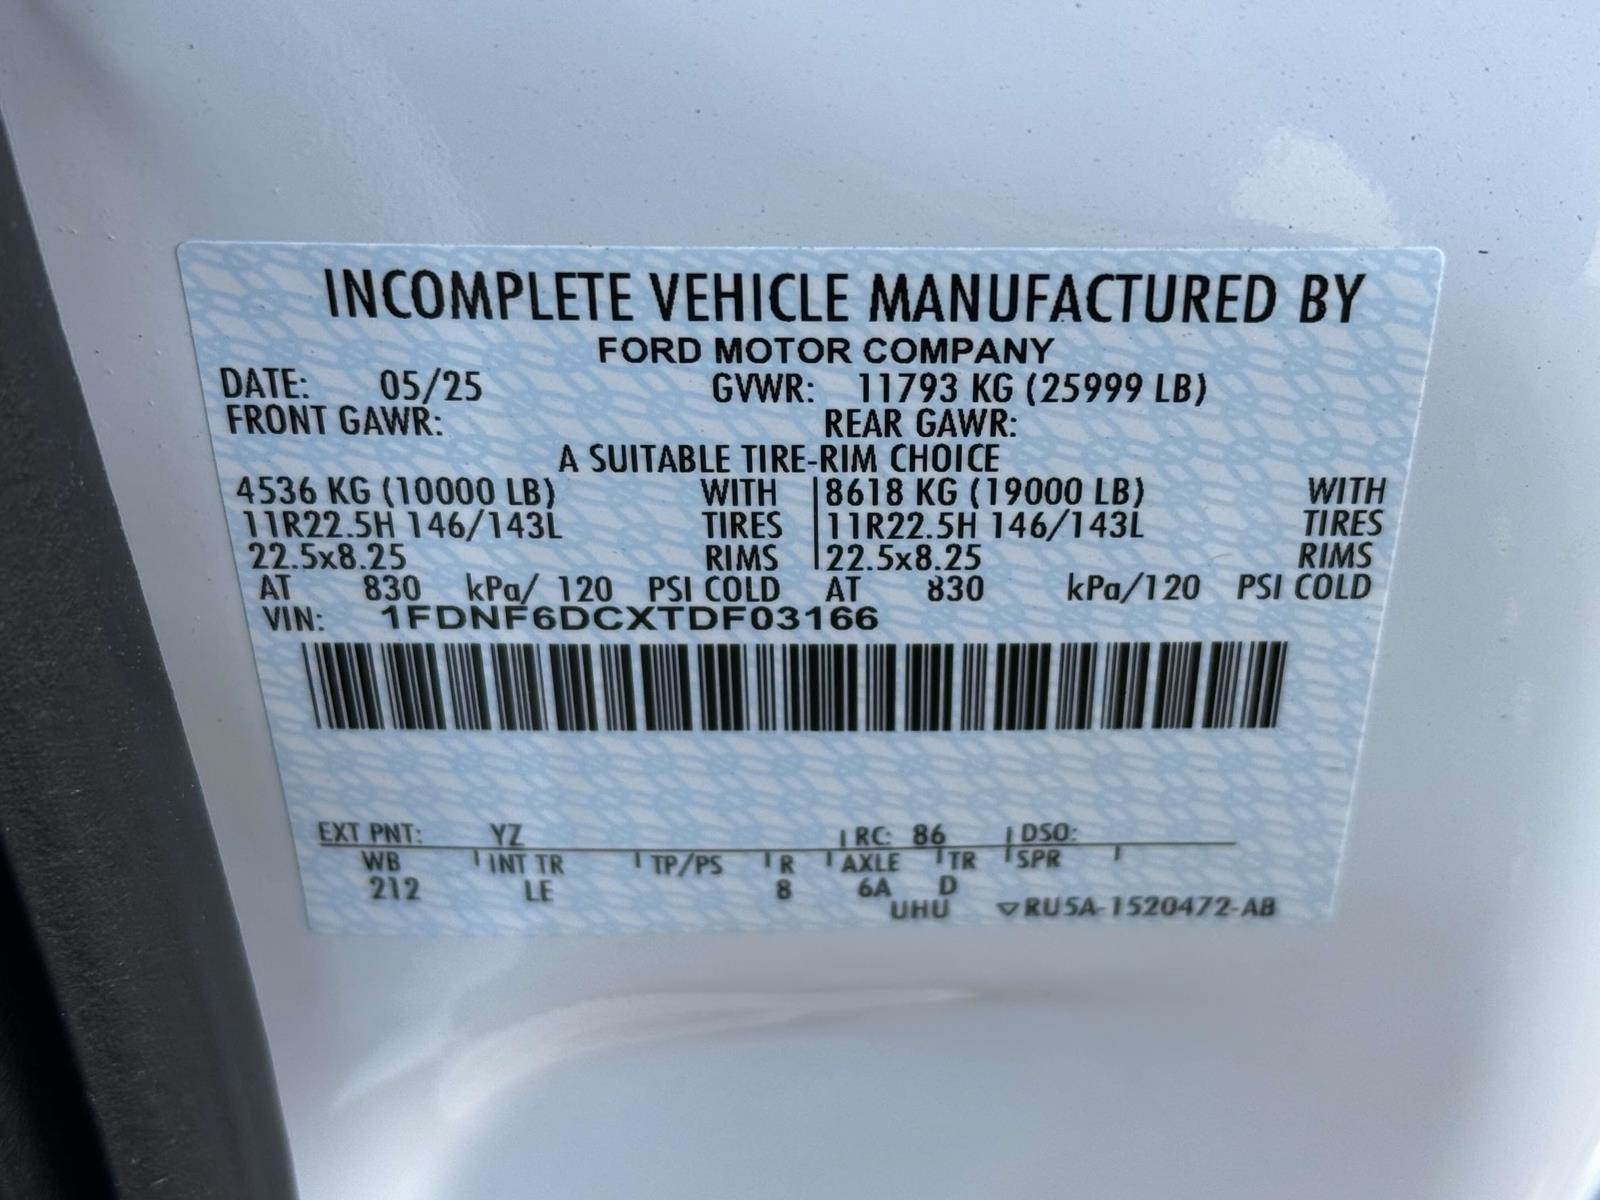 INCOMPLETE VEHICLE MANUFACTURED BY
FORD MOTOR COMPANY
DATE: 05/25 GVWR: 11793 KG (25999 LB)
FRONT GAWR: REAR GAWR:
A SUITABLE TIRE-RIM CHOICE
4536 KG (10000 LB) WITH 8618 KG (19000 LB) WITH
11R22.5H 146/143L TIRES 11R22.5H 146/143L TIRES
22.5x8.25 RIMS 22.5x8.25 RIMS
AT 830 kPa/ 120 PSI COLD AT 830 kPa/120 PSI COLD
VIN: 1FDNF6DCXTDF03166
EXT PNT: YZ RC: 86 DSO:
WB INT TR TP/PS R AXLE TR SPR
212 LE 8 6A D
UHU ▽RU5A-1520472-AB